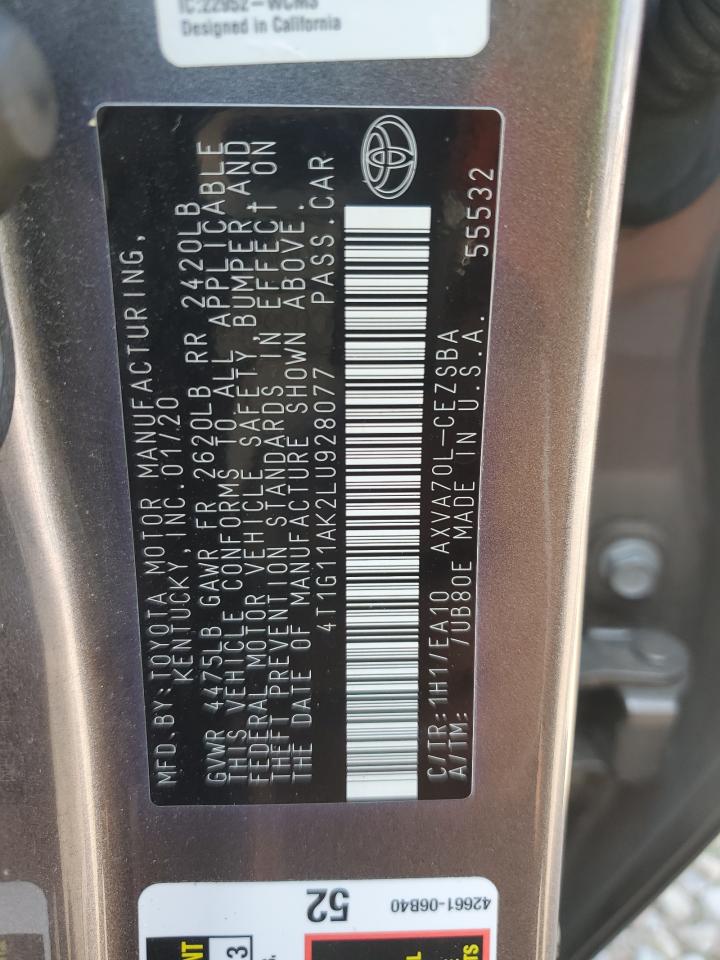 IC:22952-WCMS
Designed in California
MFD.BY:TOYOTA MOTOR MANUFACTURING,
KENTUCKY,INC.01/20
GVWR 4475LB GAWR FR 2620LB RR 2420LB
THIS VEHICLE CONFORMS TO ALL APPLICABLE
FEDERAL MOTOR VEHICLE SAFETY,BUMPER,AND
THEFT PREVENTION STANDARDS IN EFFECT ON
THE DATE OF MANUFACTURE SHOWN ABOVE.
4T1G11AK2LU928077 PASS.CAR
C/TR:1H1/EA10 AXVA70L-CEZSBA
A/TM: /UB80E MADE IN U.S.A. 55532
52
42661-06B40
3